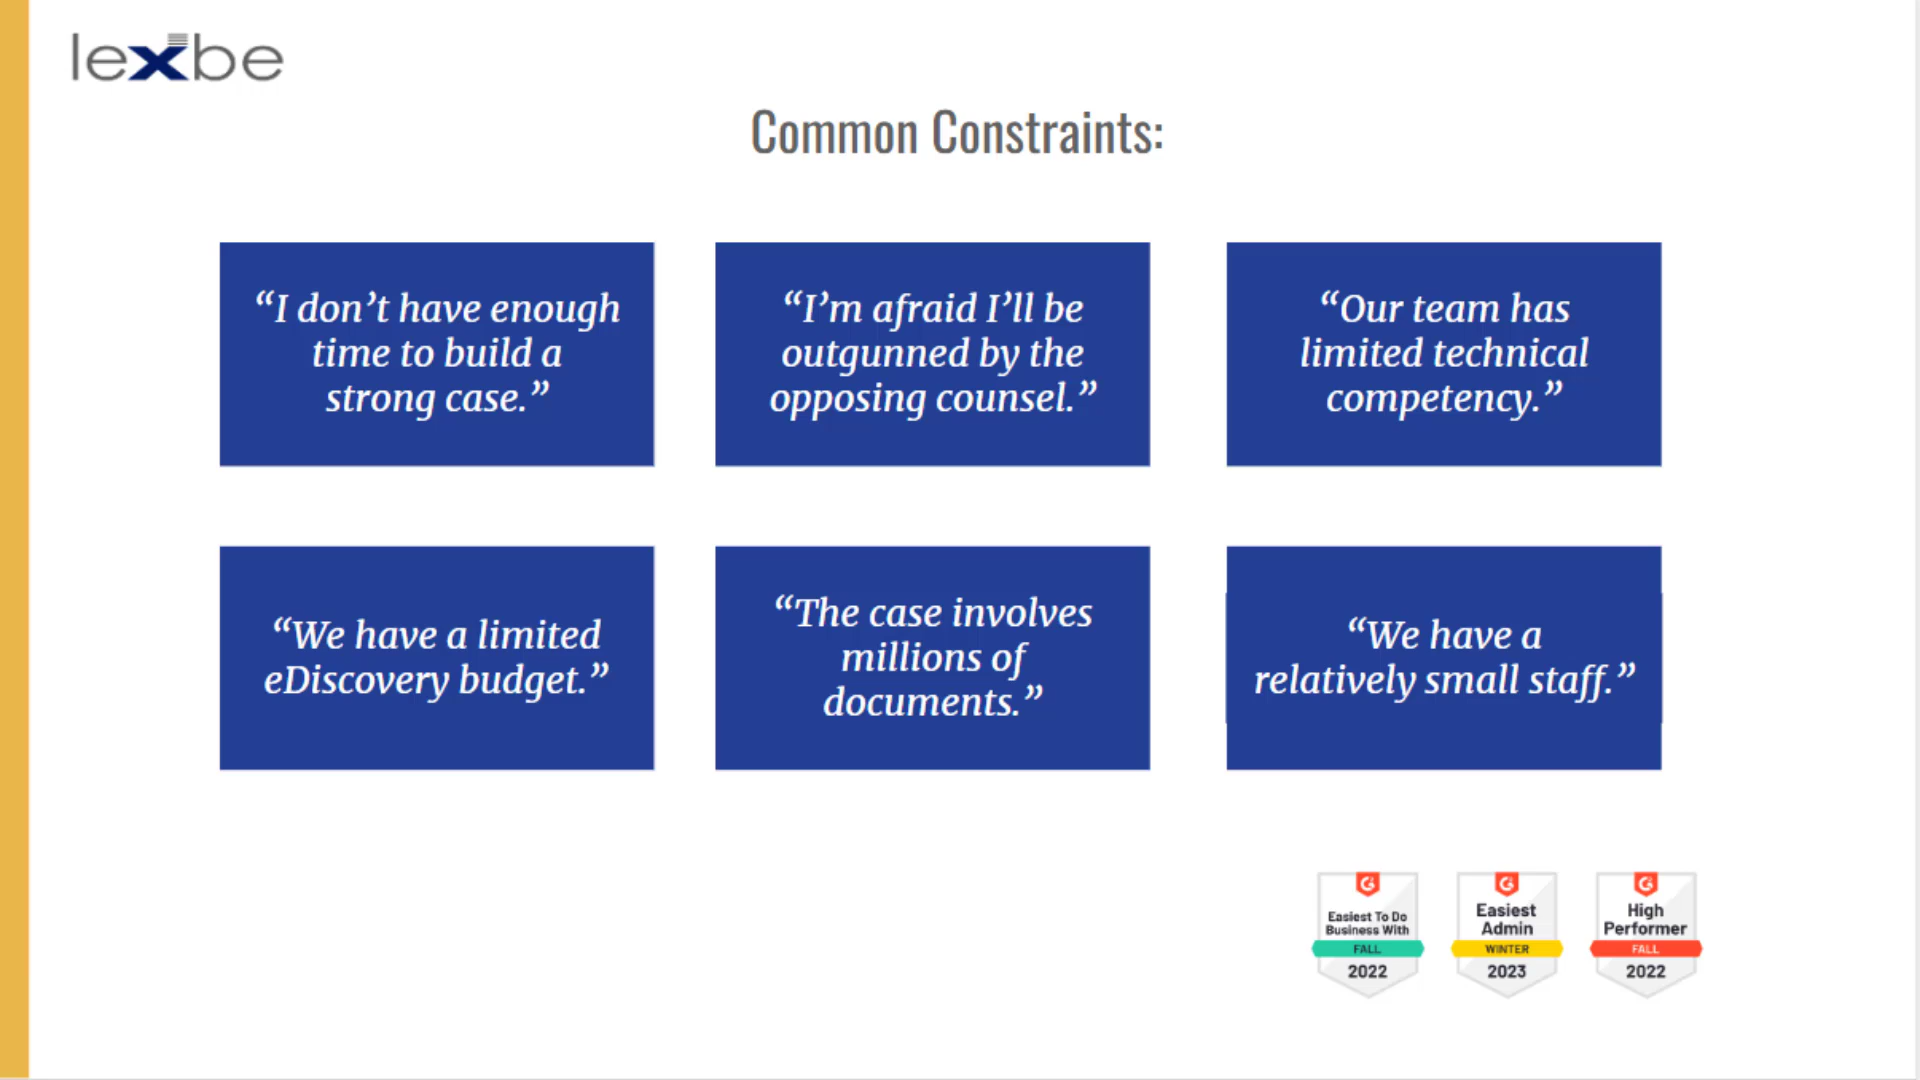 lexbe
Common Constraints:
“I don’t have enough
time to build a
strong case.”
“I’m afraid I’ll be
outgunned by the
opposing counsel.”
“Our team has
limited technical
competency.”
“We have a limited
eDiscovery budget.”
“The case involves
millions of
documents.”
“We have a
relatively small staff.”
Easiest To Do
Business With
FALL
2022
Easiest
Admin
WINTER
2023
High
Performer
FALL
2022